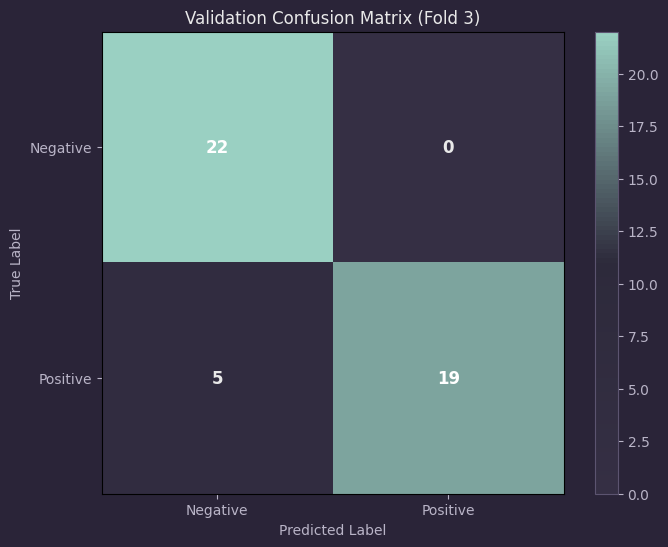 Validation Confusion Matrix (Fold 3)
True Label
Negative
22
0
Positive
5
19
Negative
Positive
Predicted Label
20.0
17.5
15.0
12.5
10.0
7.5
5.0
2.5
0.0